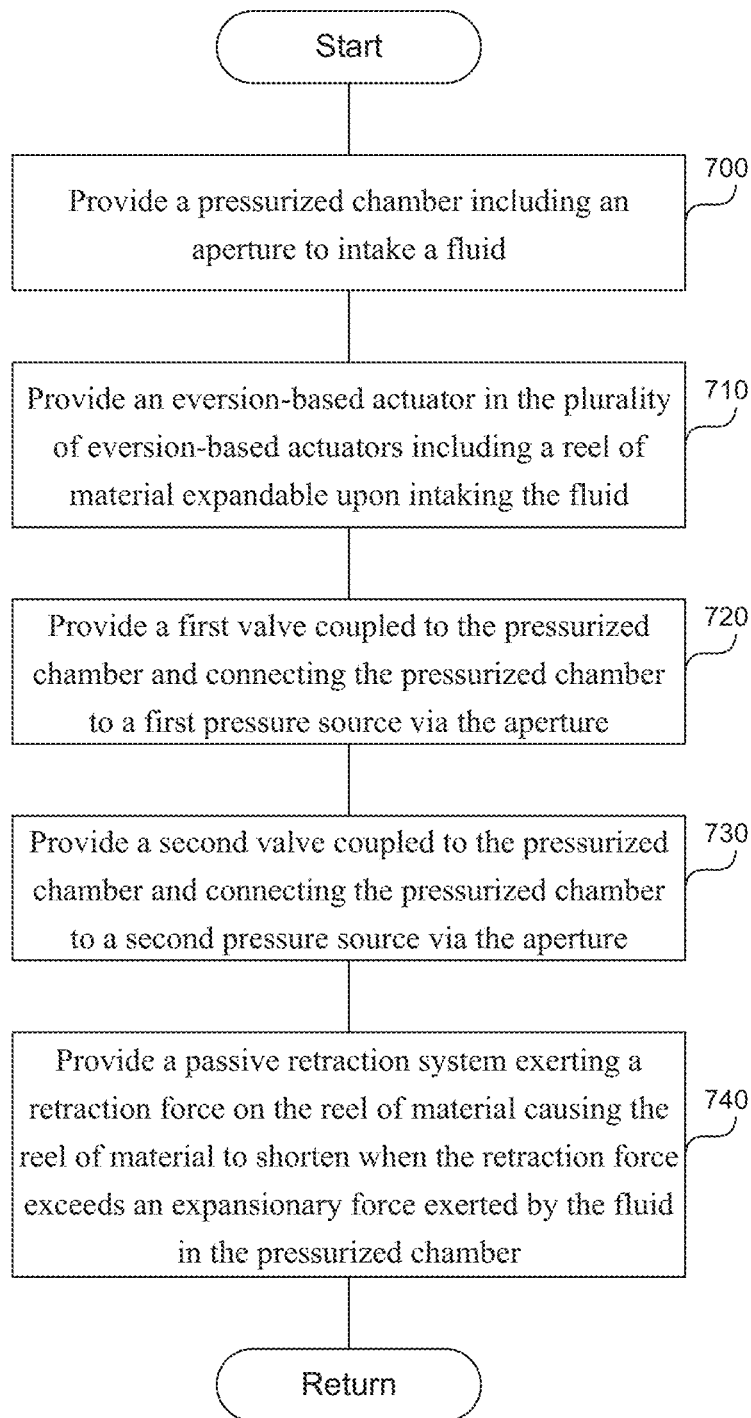 Start
700
Provide a pressurized chamber including an
aperture to intake a fluid
710
Provide an eversion-based actuator in the plurality
of eversion-based actuators including a reel of
material expandable upon intaking the fluid
720
Provide a first valve coupled to the pressurized
chamber and connecting the pressurized chamber
to a first pressure source via the aperture
730
Provide a second valve coupled to the pressurized
chamber and connecting the pressurized chamber
to a second pressure source via the aperture
740
Provide a passive retraction system exerting a
retraction force on the reel of material causing the
reel of material to shorten when the retraction force
exceeds an expansionary force exerted by the fluid
in the pressurized chamber
Return